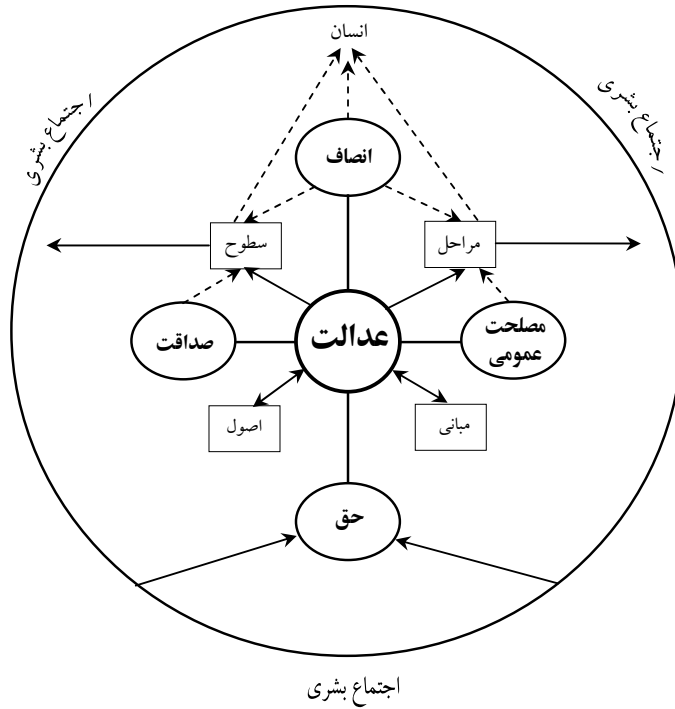 انسان
اجتماع بشری
اجتماع بشری
انصاف
مراحل
سطوح
مصلحت
عمومی
عدالت
صداقت
مبانی
اصول
حق
اجتماع بشری